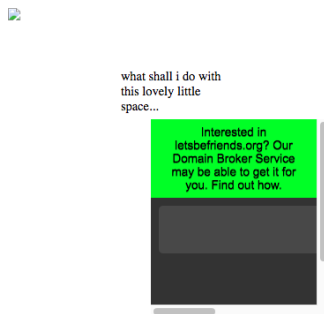 what shall i do with
this lovely little
space...
Interested in
letsbefriends.org? Our
Domain Broker Service
may be able to get it for
you. Find out how.